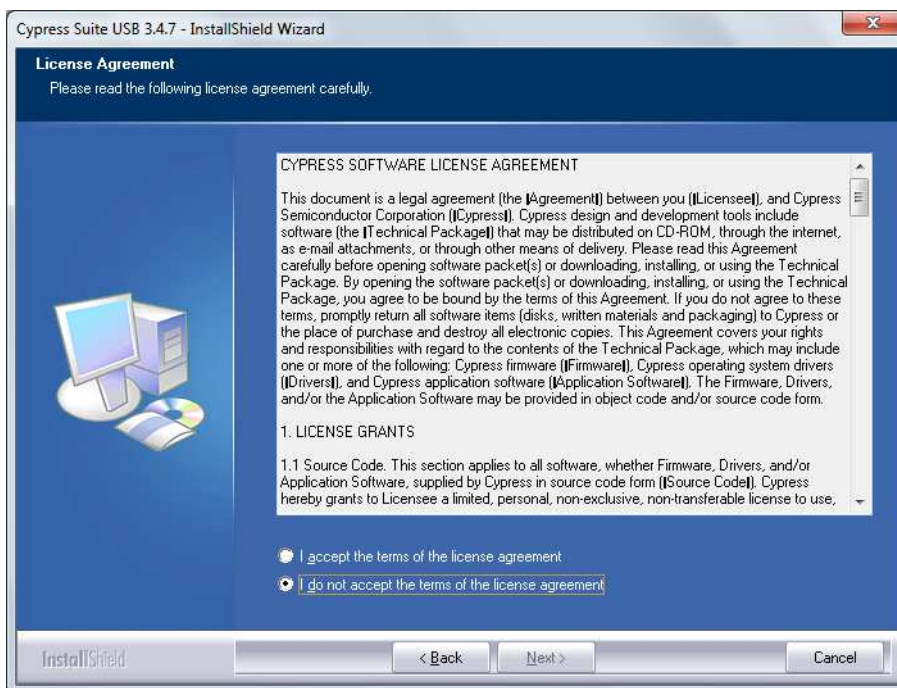 Cypress Suite USB 3.4.7 - InstallShield Wizard
License Agreement
Please read the following license agreement carefully.
CYPRESS SOFTWARE LICENSE AGREEMENT
This document is a legal agreement (the |Agreement|) between you (|Licensee|), and Cypress
Semiconductor Corporation (|Cypress|). Cypress design and development tools include
software (the |Technical Package|) that may be distributed on CD-ROM, through the internet,
as e-mail attachments, or through other means of delivery. Please read this Agreement
carefully before opening software packet(s) or downloading, installing, or using the Technical
Package. By opening the software packet(s) or downloading, installing, or using the Technical
Package, you agree to be bound by the terms of this Agreement. If you do not agree to these
terms, promptly return all software items (disks, written materials and packaging) to Cypress or
the place of purchase and destroy all electronic copies. This Agreement covers your rights
and responsibilities with regard to the contents of the Technical Package, which may include
one or more of the following: Cypress firmware (|Firmware|), Cypress operating system drivers
(|Drivers|), and Cypress application software (|Application Software|). The Firmware, Drivers,
and/or the Application Software may be provided in object code and/or source code form.
1. LICENSE GRANTS
1.1 Source Code. This section applies to all software, whether Firmware, Drivers, and/or
Application Software, supplied by Cypress in source code form (|Source Code|). Cypress
hereby grants to Licensee a limited, personal, non-exclusive, non-transferable license to use,
I accept the terms of the license agreement
I do not accept the terms of the license agreement
InstallShield
< Back
Next >
Cancel